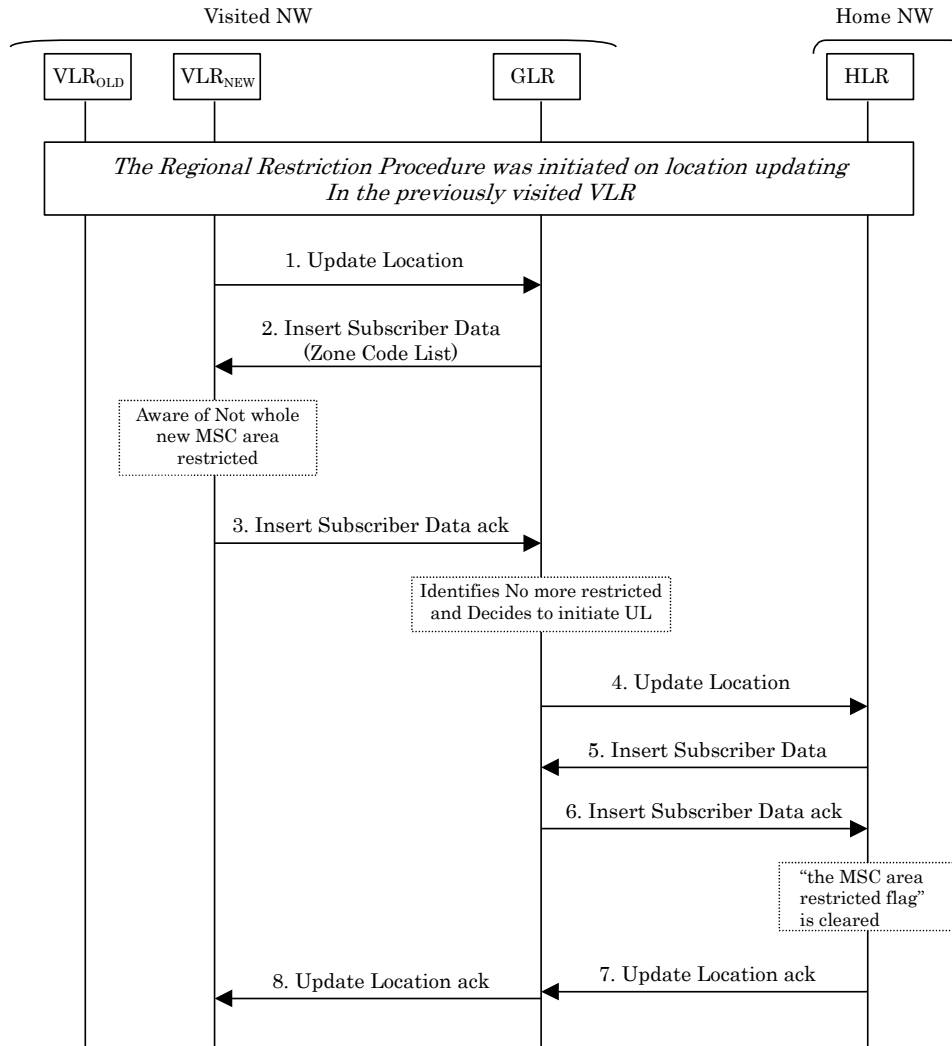 Visited NW
Home NW
VLR_OLD
VLR_NEW
GLR
HLR
The Regional Restriction Procedure was initiated on location updating
In the previously visited VLR
1. Update Location
2. Insert Subscriber Data
(Zone Code List)
Aware of Not whole
new MSC area
restricted
3. Insert Subscriber Data ack
Identifies No more restricted
and Decides to initiate UL
4. Update Location
5. Insert Subscriber Data
6. Insert Subscriber Data ack
“the MSC area
restricted flag”
is cleared
7. Update Location ack
8. Update Location ack